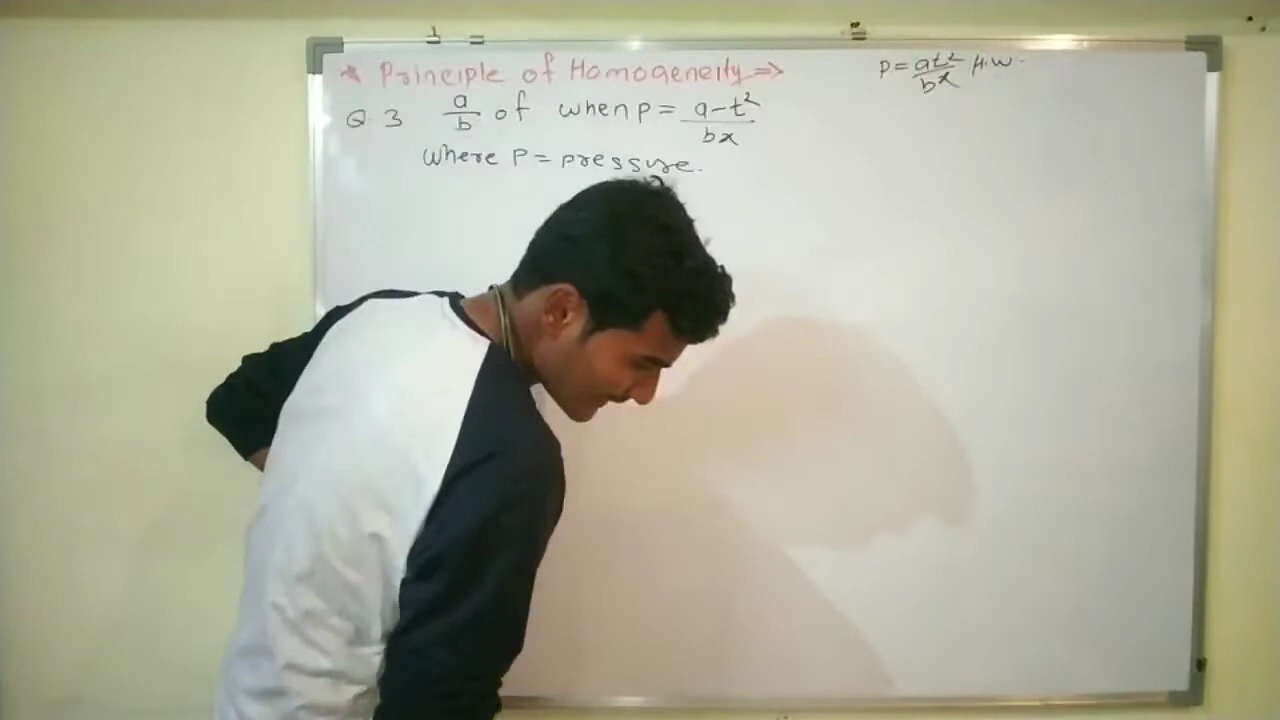 * Principle of Homogeneity ⇒
P = at²/bx H.W.
Q. 3 a/b of when P = a-t²/bx
where P = pressure.